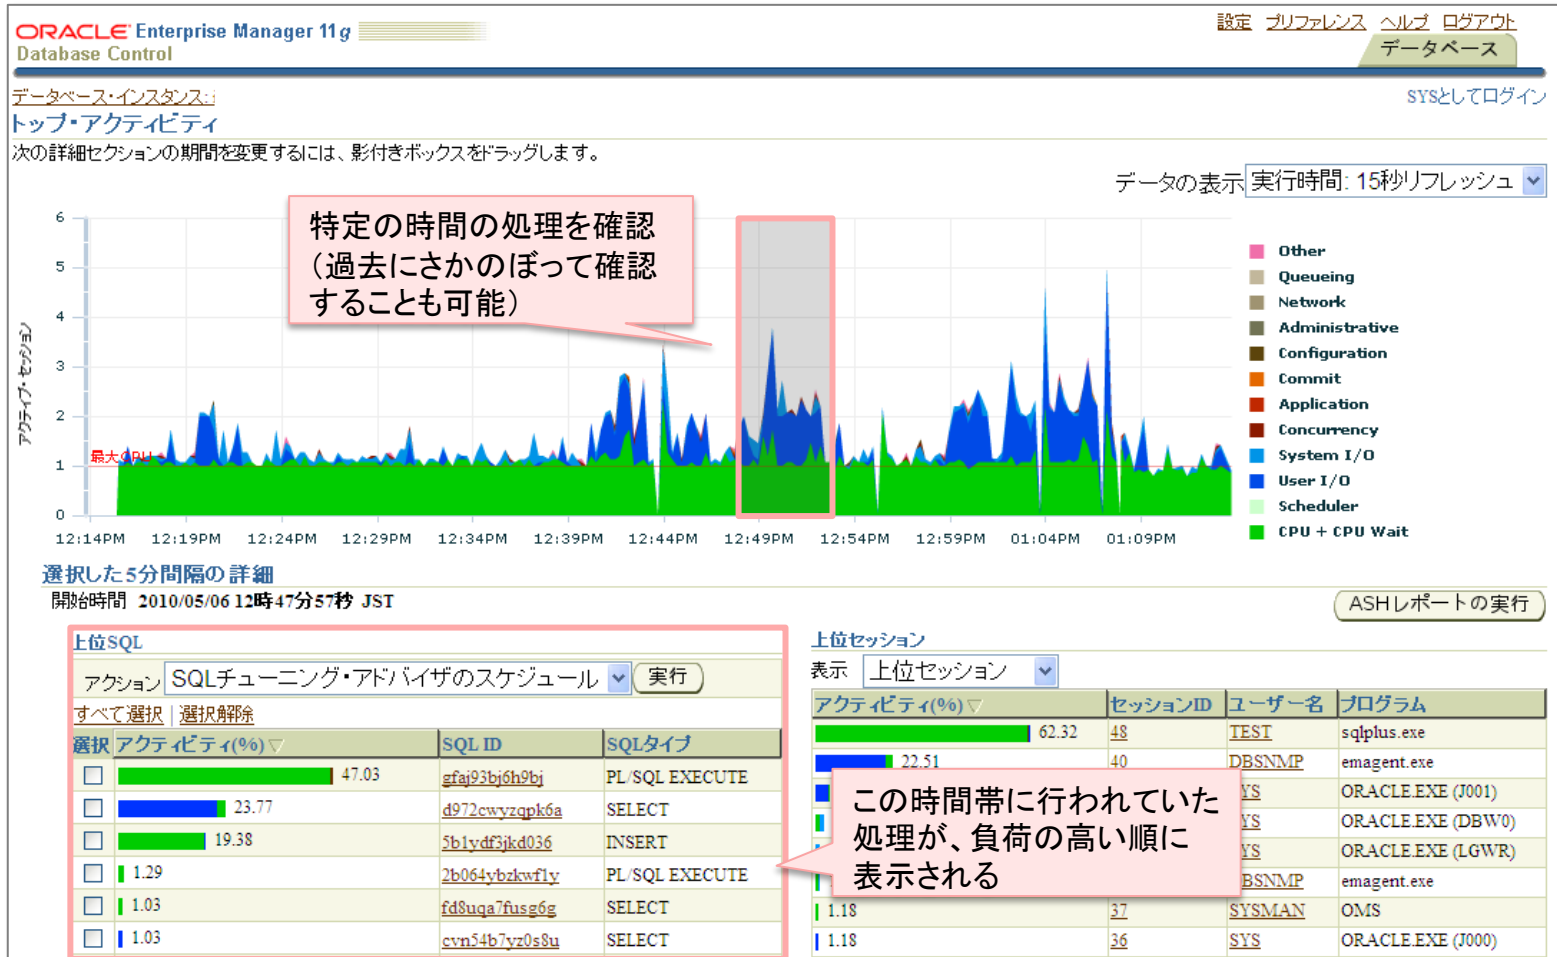 ORACLE Enterprise Manager 11g
Database Control
設定 プリファレンス ヘルプ ログアウト
データベース
データベース・インスタンス:
SYSとしてログイン
トップ・アクティビティ
次の詳細セクションの期間を変更するには、影付きボックスをドラッグします。
データの表示 実行時間: 15秒リフレッシュ
特定の時間の処理を確認
(過去にさかのぼって確認
することも可能)
アクティブ・セッション
6
5
4
3
2
1
0
最大CPU
12:14PM 12:19PM 12:24PM 12:29PM 12:34PM 12:39PM 12:44PM 12:49PM 12:54PM 12:59PM 01:04PM 01:09PM
Other
Queueing
Network
Administrative
Configuration
Commit
Application
Concurrency
System I/O
User I/O
Scheduler
CPU + CPU Wait
選択した5分間隔の詳細
開始時間 2010/05/06 12時47分57秒 JST
ASHレポートの実行
上位SQL
アクション SQLチューニング・アドバイザのスケジュール 実行
すべて選択 | 選択解除
選択 アクティビティ(%) SQL ID SQLタイプ
47.03 gfaj93bj6h9bj PL/SQL EXECUTE
23.77 d972cwyzqpk6a SELECT
19.38 5b1ydf3jkd036 INSERT
1.29 2b064ybzkwf1y PL/SQL EXECUTE
1.03 fd8uqa7fusg6g SELECT
1.03 cvn54b7yz0s8u SELECT
上位セッション
表示 上位セッション
アクティビティ(%) セッションID ユーザー名 プログラム
62.32 48 TEST sqlplus.exe
22.51 40 DBSNMP emagent.exe
YS ORACLE.EXE (J001)
YS ORACLE.EXE (DBW0)
YS ORACLE.EXE (LGWR)
BSNMP emagent.exe
1.18 37 SYSMAN OMS
1.18 36 SYS ORACLE.EXE (J000)
この時間帯に行われていた
処理が、負荷の高い順に
表示される